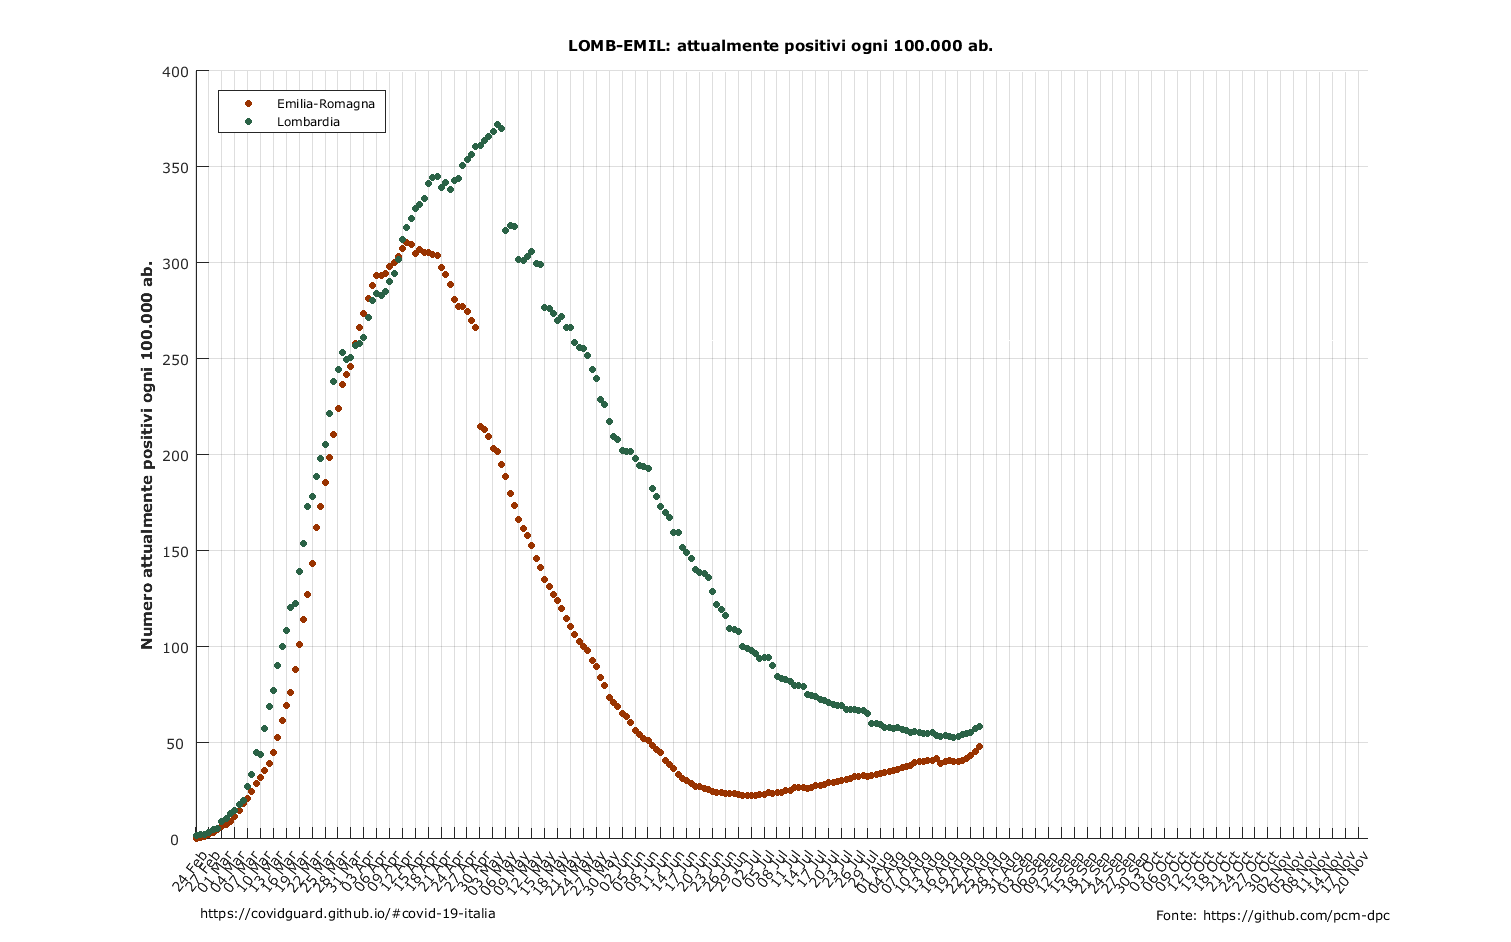 LOMB-EMIL: attualmente positivi ogni 100.000 ab.
Numero attualmente positivi ogni 100.000 ab.
400
350
300
250
200
150
100
50
0
Emilia-Romagna
Lombardia
24 Feb
27 Feb
01 Mar
04 Mar
07 Mar
10 Mar
13 Mar
16 Mar
19 Mar
22 Mar
25 Mar
28 Mar
31 Mar
03 Apr
06 Apr
09 Apr
12 Apr
15 Apr
18 Apr
21 Apr
24 Apr
27 Apr
30 Apr
03 May
06 May
09 May
12 May
15 May
18 May
21 May
24 May
27 May
30 May
02 Jun
05 Jun
08 Jun
11 Jun
14 Jun
17 Jun
20 Jun
23 Jun
26 Jun
29 Jun
02 Jul
05 Jul
08 Jul
11 Jul
14 Jul
17 Jul
20 Jul
23 Jul
26 Jul
29 Jul
01 Aug
04 Aug
07 Aug
10 Aug
13 Aug
16 Aug
19 Aug
22 Aug
25 Aug
28 Aug
31 Aug
03 Sep
06 Sep
09 Sep
12 Sep
15 Sep
18 Sep
21 Sep
24 Sep
27 Sep
30 Sep
03 Oct
06 Oct
09 Oct
12 Oct
15 Oct
18 Oct
21 Oct
24 Oct
27 Oct
30 Oct
02 Nov
05 Nov
08 Nov
11 Nov
14 Nov
17 Nov
20 Nov
https://covidguard.github.io/#covid-19-italia
Fonte: https://github.com/pcm-dpc